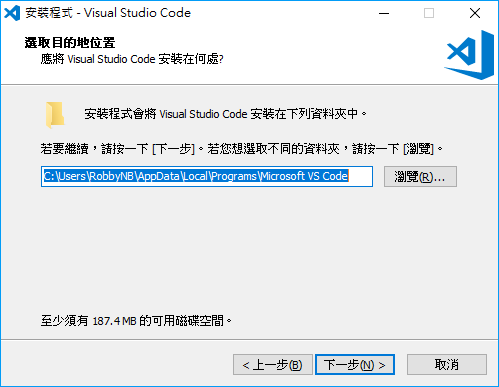 安裝程式 - Visual Studio Code
選取目的地位置
應將 Visual Studio Code 安裝在何處?
安裝程式會將 Visual Studio Code 安裝在下列資料夾中。
若要繼續，請按一下 [下一步]。若您想選取不同的資料夾，請按一下 [瀏覽]。
C:\Users\RobbyNB\AppData\Local\Programs\Microsoft VS Code
瀏覽(R)...
至少須有 187.4 MB 的可用磁碟空間。
< 上一步(B)
下一步(N) >
取消